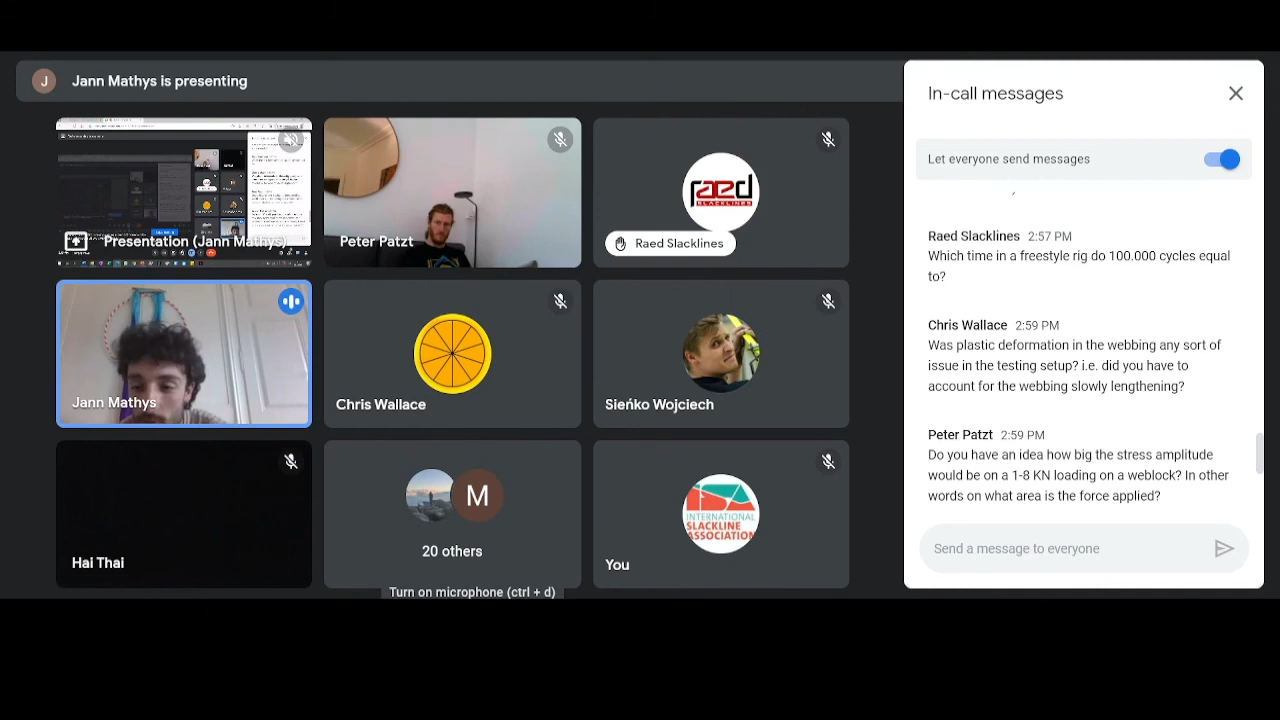 J
Jann Mathys is presenting
Presentation (Jann Mathys)
Peter Patzt
raed
SLACKLINES
Raed Slacklines
Jann Mathys
Chris Wallace
Sieńko Wojciech
Hai Thai
M
20 others
INTERNATIONAL
SLACKLINE
ASSOCIATION
You
Turn on microphone (ctrl + d)
In-call messages
Let everyone send messages
Raed Slacklines 2:57 PM
Which time in a freestyle rig do 100.000 cycles equal
to?
Chris Wallace 2:59 PM
Was plastic deformation in the webbing any sort of
issue in the testing setup? i.e. did you have to
account for the webbing slowly lengthening?
Peter Patzt 2:59 PM
Do you have an idea how big the stress amplitude
would be on a 1-8 KN loading on a weblock? In other
words on what area is the force applied?
Send a message to everyone